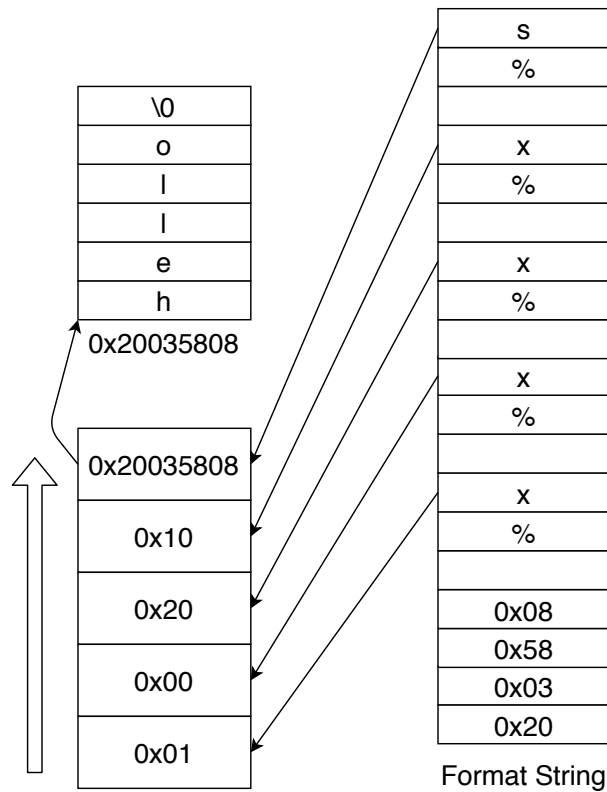 \0
o
l
l
e
h
0x20035808
0x20035808
0x10
0x20
0x00
0x01
s
%
x
%
x
%
x
%
x
%
0x08
0x58
0x03
0x20
Format String